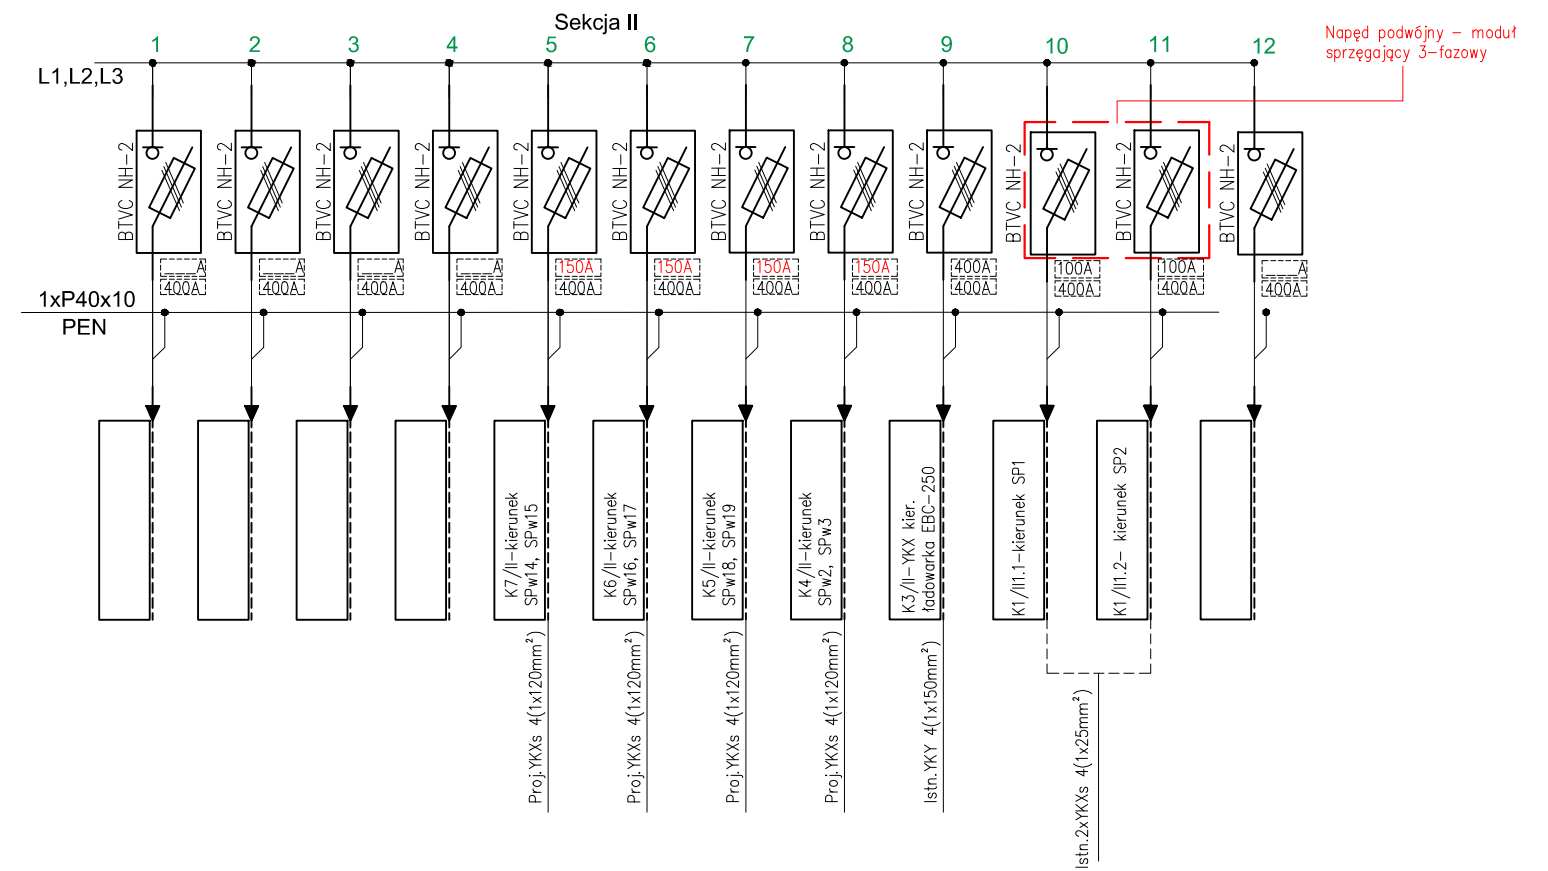 Sekcja II
Napęd podwójny – moduł
sprzęgający 3–fazowy
1 2 3 4 5 6 7 8 9 10 11 12
L1,L2,L3
BTVC NH–2
BTVC NH–2
BTVC NH–2
BTVC NH–2
BTVC NH–2
BTVC NH–2
BTVC NH–2
BTVC NH–2
BTVC NH–2
BTVC NH–2
BTVC NH–2
BTVC NH–2
___A ___A ___A ___A 150A 150A 150A 150A 400A 100A 100A ___A
400A 400A 400A 400A 400A 400A 400A 400A 400A 400A 400A 400A
1xP40x10
PEN
K7/II–kierunek
SPw14, SPw15
K6/II–kierunek
SPw16, SPw17
K5/II–kierunek
SPw18, SPw19
K4/II–kierunek
SPw2, SPw3
K3/II–YKX kier.
ładowarka EBC–250
K1/II1.1–kierunek SP1
K1/II1.2– kierunek SP2
Proj.YKXs 4(1x120mm²)
Proj.YKXs 4(1x120mm²)
Proj.YKXs 4(1x120mm²)
Proj.YKXs 4(1x120mm²)
Istn.YKY 4(1x150mm²)
Istn.2xYKXs 4(1x25mm²)